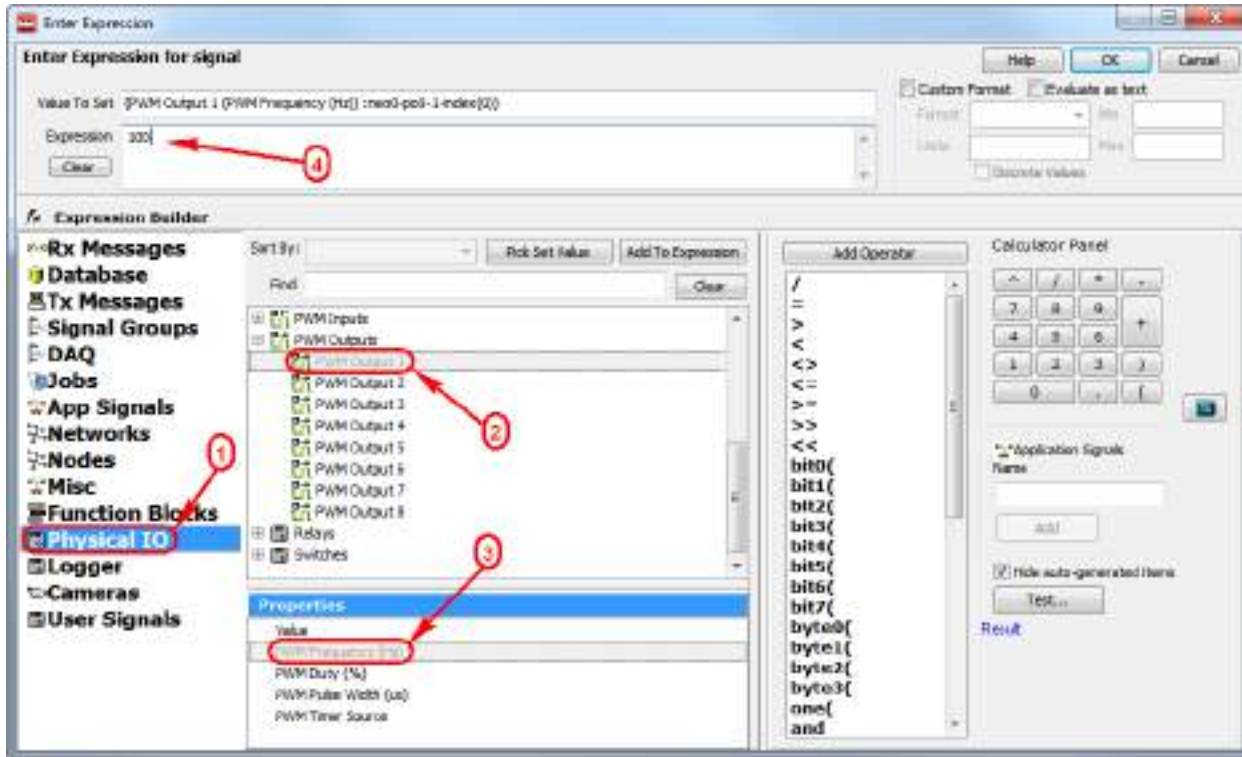 Enter Expression
Enter Expression for signal
Help
OK
Cancel
Value To Set
{PWM Output 1 (PWM Frequency (Hz)) :neo0-po8-1-index(0)}
Custom Format
Evaluate as text
Format
Min
Expression
100
Clear
4
Units
Max
Discrete Values
Expression Builder
Rx Messages
Database
Tx Messages
Signal Groups
DAQ
Jobs
App Signals
Networks
Nodes
Misc
Function Blocks
Physical IO
Logger
Cameras
User Signals
1
Sort By:
Pick Set Value
Add To Expression
Find
Clear
PWM Inputs
PWM Outputs
PWM Output 1
PWM Output 2
PWM Output 3
PWM Output 4
PWM Output 5
PWM Output 6
PWM Output 7
PWM Output 8
Relays
Switches
2
3
Properties
Value
PWM Frequency (Hz)
PWM Duty (%)
PWM Pulse Width (us)
PWM Timer Source
Add Operator
/
=
>
<
<>
<=
>=
>>
<<
bit0(
bit1(
bit2(
bit3(
bit4(
bit5(
bit6(
bit7(
byte0(
byte1(
byte2(
byte3(
one(
and
Calculator Panel
^ / * -
7 8 9 +
4 5 6
1 2 3 )
0 . (
Application Signals
Name
Add
Hide auto-generated items
Test...
Result